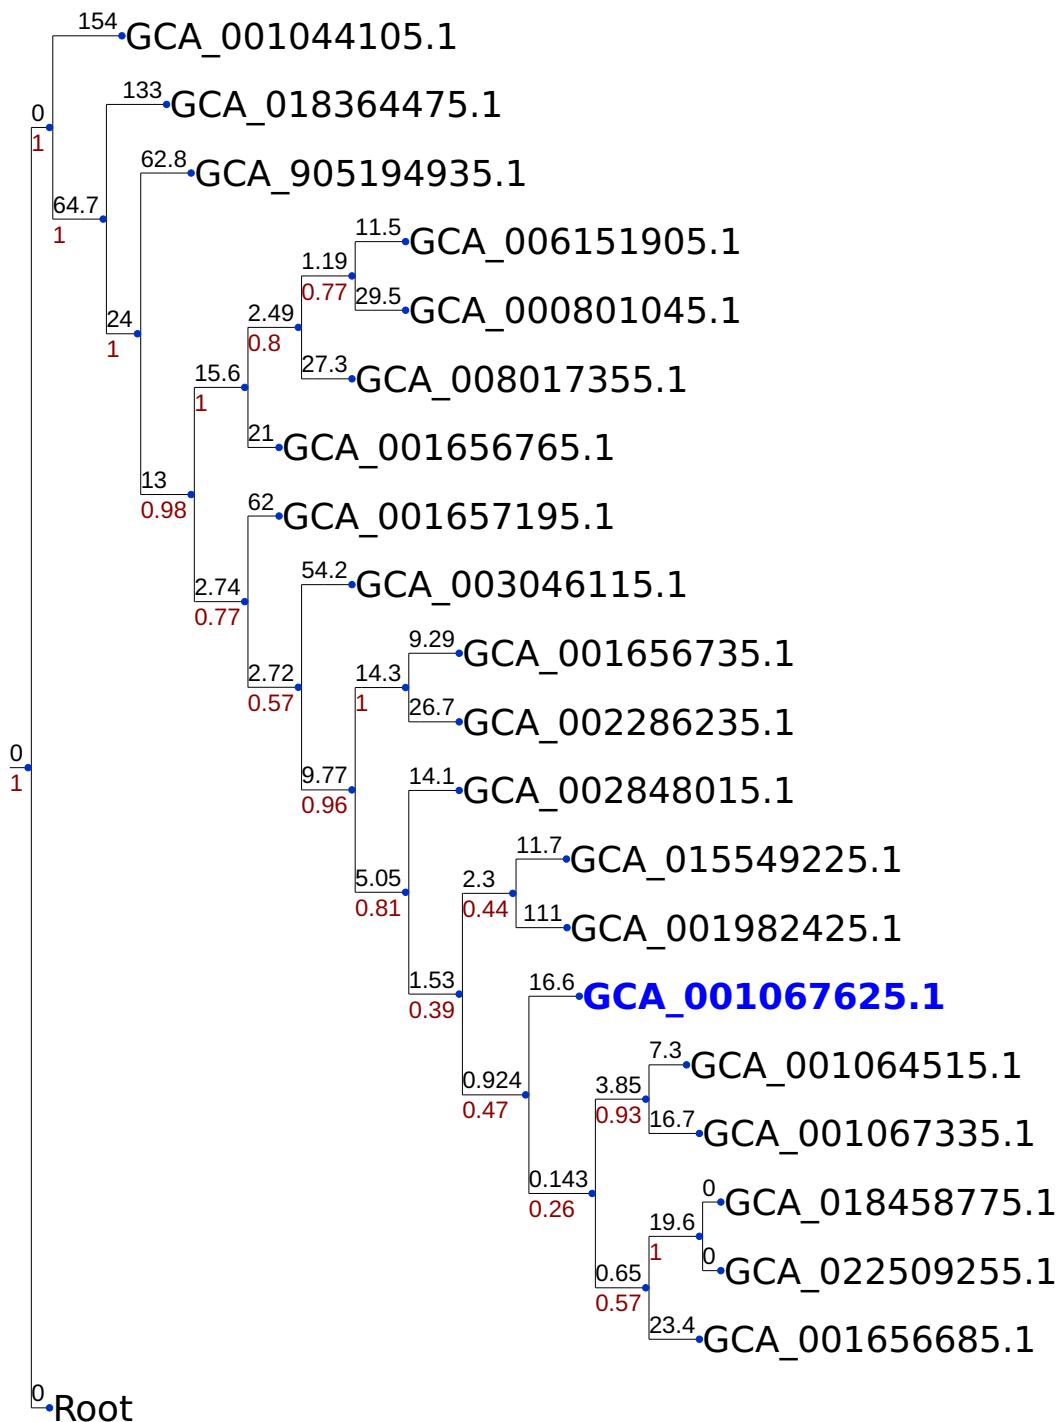 154 GCA_001044105.1
133 GCA_018364475.1
0
1
62.8 GCA_905194935.1
64.7
1
11.5 GCA_006151905.1
1.19
0.77
29.5 GCA_000801045.1
2.49
0.8
24
1
27.3 GCA_008017355.1
15.6
1
21 GCA_001656765.1
13
0.98
62 GCA_001657195.1
54.2 GCA_003046115.1
2.74
0.77
9.29 GCA_001656735.1
2.72
0.57
14.3
1
26.7 GCA_002286235.1
0
1
9.77
0.96
14.1 GCA_002848015.1
11.7 GCA_015549225.1
5.05
0.81
2.3
0.44
111 GCA_001982425.1
1.53
0.39
16.6 GCA_001067625.1
7.3 GCA_001064515.1
0.924
0.47
3.85
0.93
16.7 GCA_001067335.1
0.143
0.26
0 GCA_018458775.1
19.6
1
0 GCA_022509255.1
0.65
0.57
23.4 GCA_001656685.1
0 Root